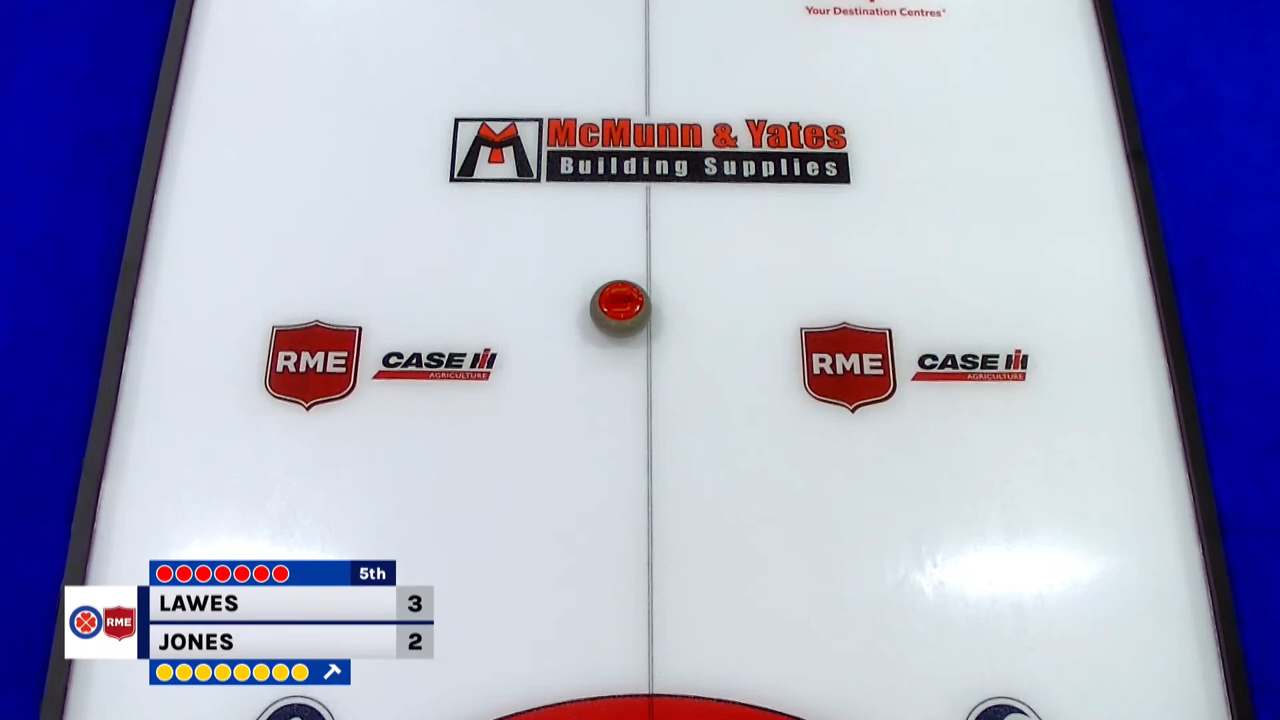 Your Destination Centres
McMunn & Yates
Building Supplies
RME
CASE IH
AGRICULTURE
RME
CASE IH
AGRICULTURE
5th
LAWES 3
RME
JONES 2